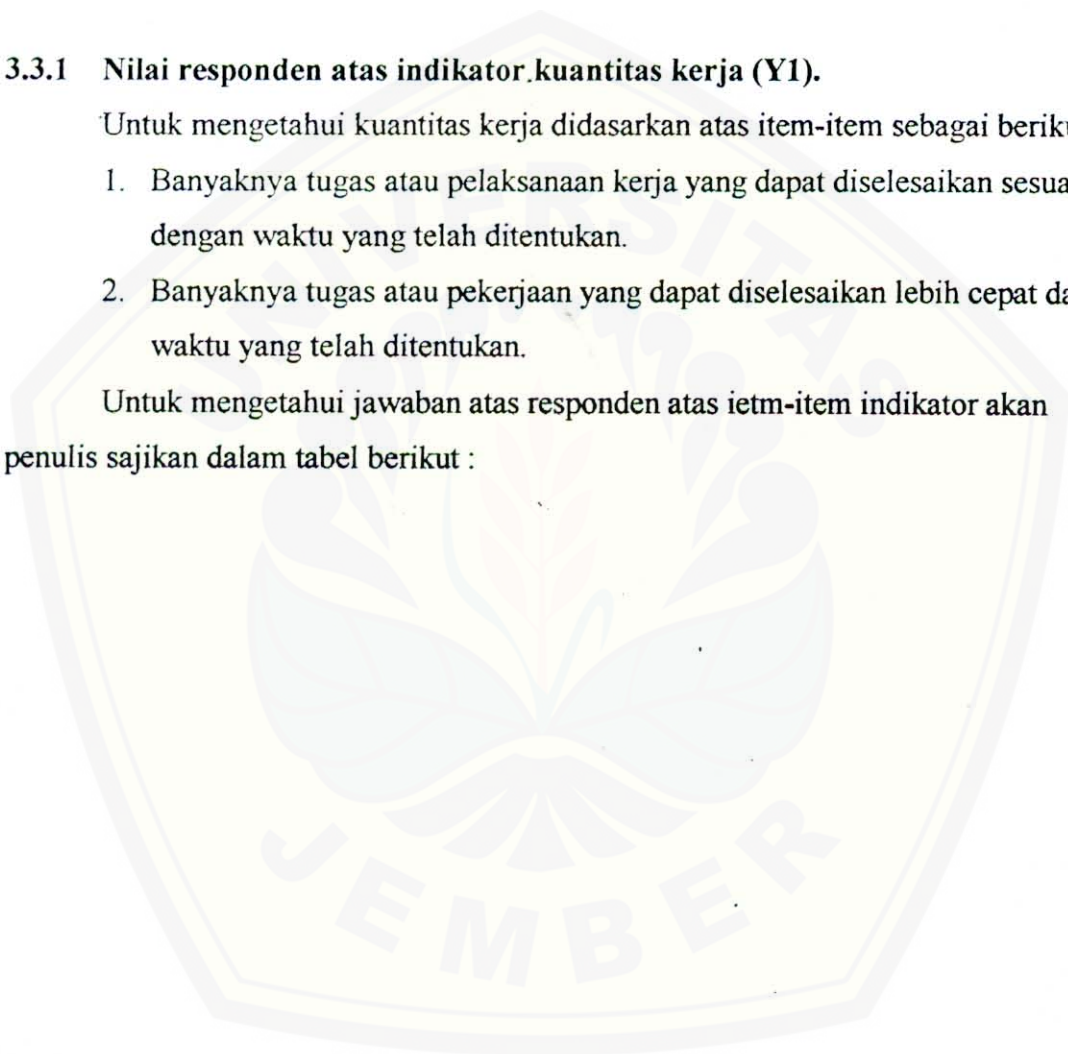 3.3.1 Nilai responden atas indikator kuantitas kerja (Y1).
Untuk mengetahui kuantitas kerja didasarkan atas item-item sebagai berik
1. Banyaknya tugas atau pelaksanaan kerja yang dapat diselesaikan sesua
dengan waktu yang telah ditentukan.
2. Banyaknya tugas atau pekerjaan yang dapat diselesaikan lebih cepat da
waktu yang telah ditentukan.
Untuk mengetahui jawaban atas responden atas ietm-item indikator akan
penulis sajikan dalam tabel berikut :
UNIVERSITAS
JEMBER